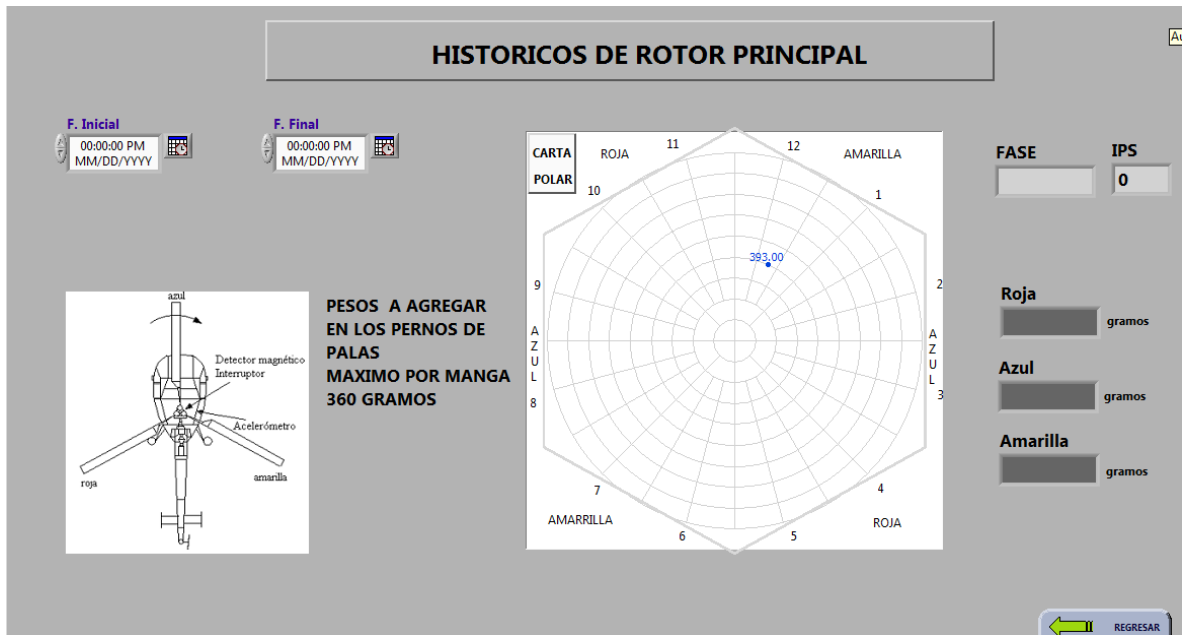 HISTORICOS DE ROTOR PRINCIPAL
Au
F. Inicial
00:00:00 PM
MM/DD/YYYY
F. Final
00:00:00 PM
MM/DD/YYYY
azul
Detector magnético
Interruptor
Acelerómetro
roja
amarilla
PESOS A AGREGAR
EN LOS PERNOS DE
PALAS
MAXIMO POR MANGA
360 GRAMOS
CARTA
POLAR
ROJA
11
12
AMARILLA
10
1
393.00
9
2
AZUL
AZUL
8
3
7
4
AMARRILLA
ROJA
6
5
FASE
IPS
0
Roja
gramos
Azul
gramos
Amarilla
gramos
REGRESAR